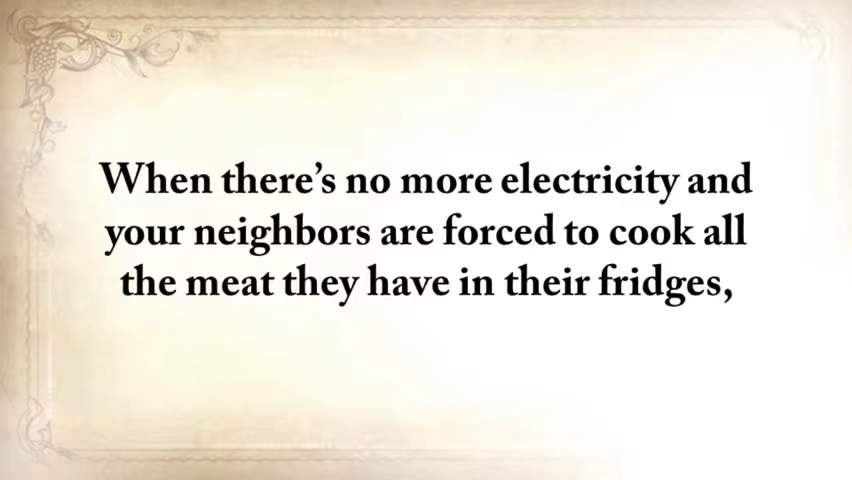 When there’s no more electricity and
your neighbors are forced to cook all
the meat they have in their fridges,